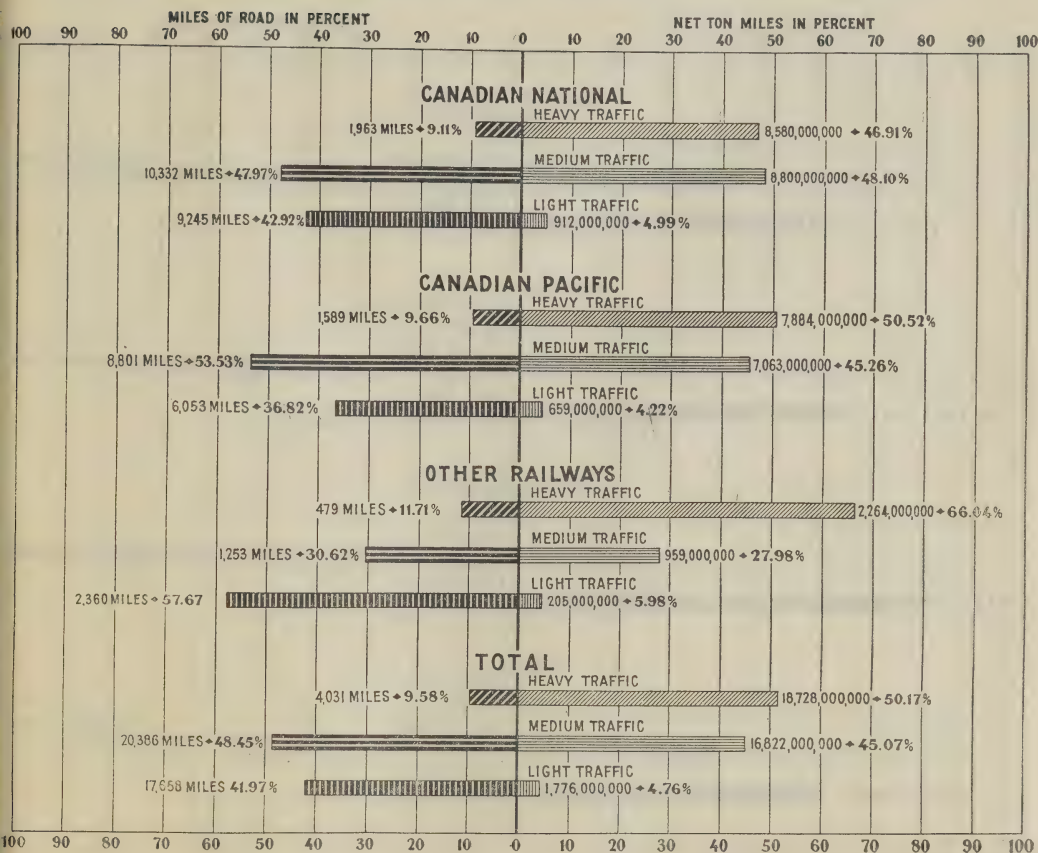 MILES OF ROAD IN PERCENT NET TON MILES IN PERCENT
100 90 80 70 60 50 40 30 20 10 0 10 20 30 40 50 60 70 80 90 100
CANADIAN NATIONAL
HEAVY TRAFFIC
1,963 MILES + 9.11% 8,580,000,000 + 46.91%
MEDIUM TRAFFIC
10,332 MILES + 47.97% 8,800,000,000 + 48.10%
LIGHT TRAFFIC
9,245 MILES + 42.92% 912,000,000 + 4.99%
CANADIAN PACIFIC
HEAVY TRAFFIC
1,589 MILES + 9.66% 7,884,000,000 + 50.52%
MEDIUM TRAFFIC
8,801 MILES + 53.53% 7,063,000,000 + 45.26%
LIGHT TRAFFIC
6,053 MILES + 36.82% 659,000,000 + 4.22%
OTHER RAILWAYS
HEAVY TRAFFIC
479 MILES + 11.71% 2,264,000,000 + 66.04%
MEDIUM TRAFFIC
1,253 MILES + 30.62% 959,000,000 + 27.98%
LIGHT TRAFFIC
2,360 MILES + 57.67 205,000,000 + 5.98%
TOTAL
HEAVY TRAFFIC
4,031 MILES + 9.58% 18,728,000,000 + 50.17%
MEDIUM TRAFFIC
20,386 MILES + 48.45% 16,822,000,000 + 45.07%
LIGHT TRAFFIC
17,658 MILES 41.97% 1,776,000,000 + 4.76%
100 90 80 70 60 50 40 30 20 10 0 10 20 30 40 50 60 70 80 90 100